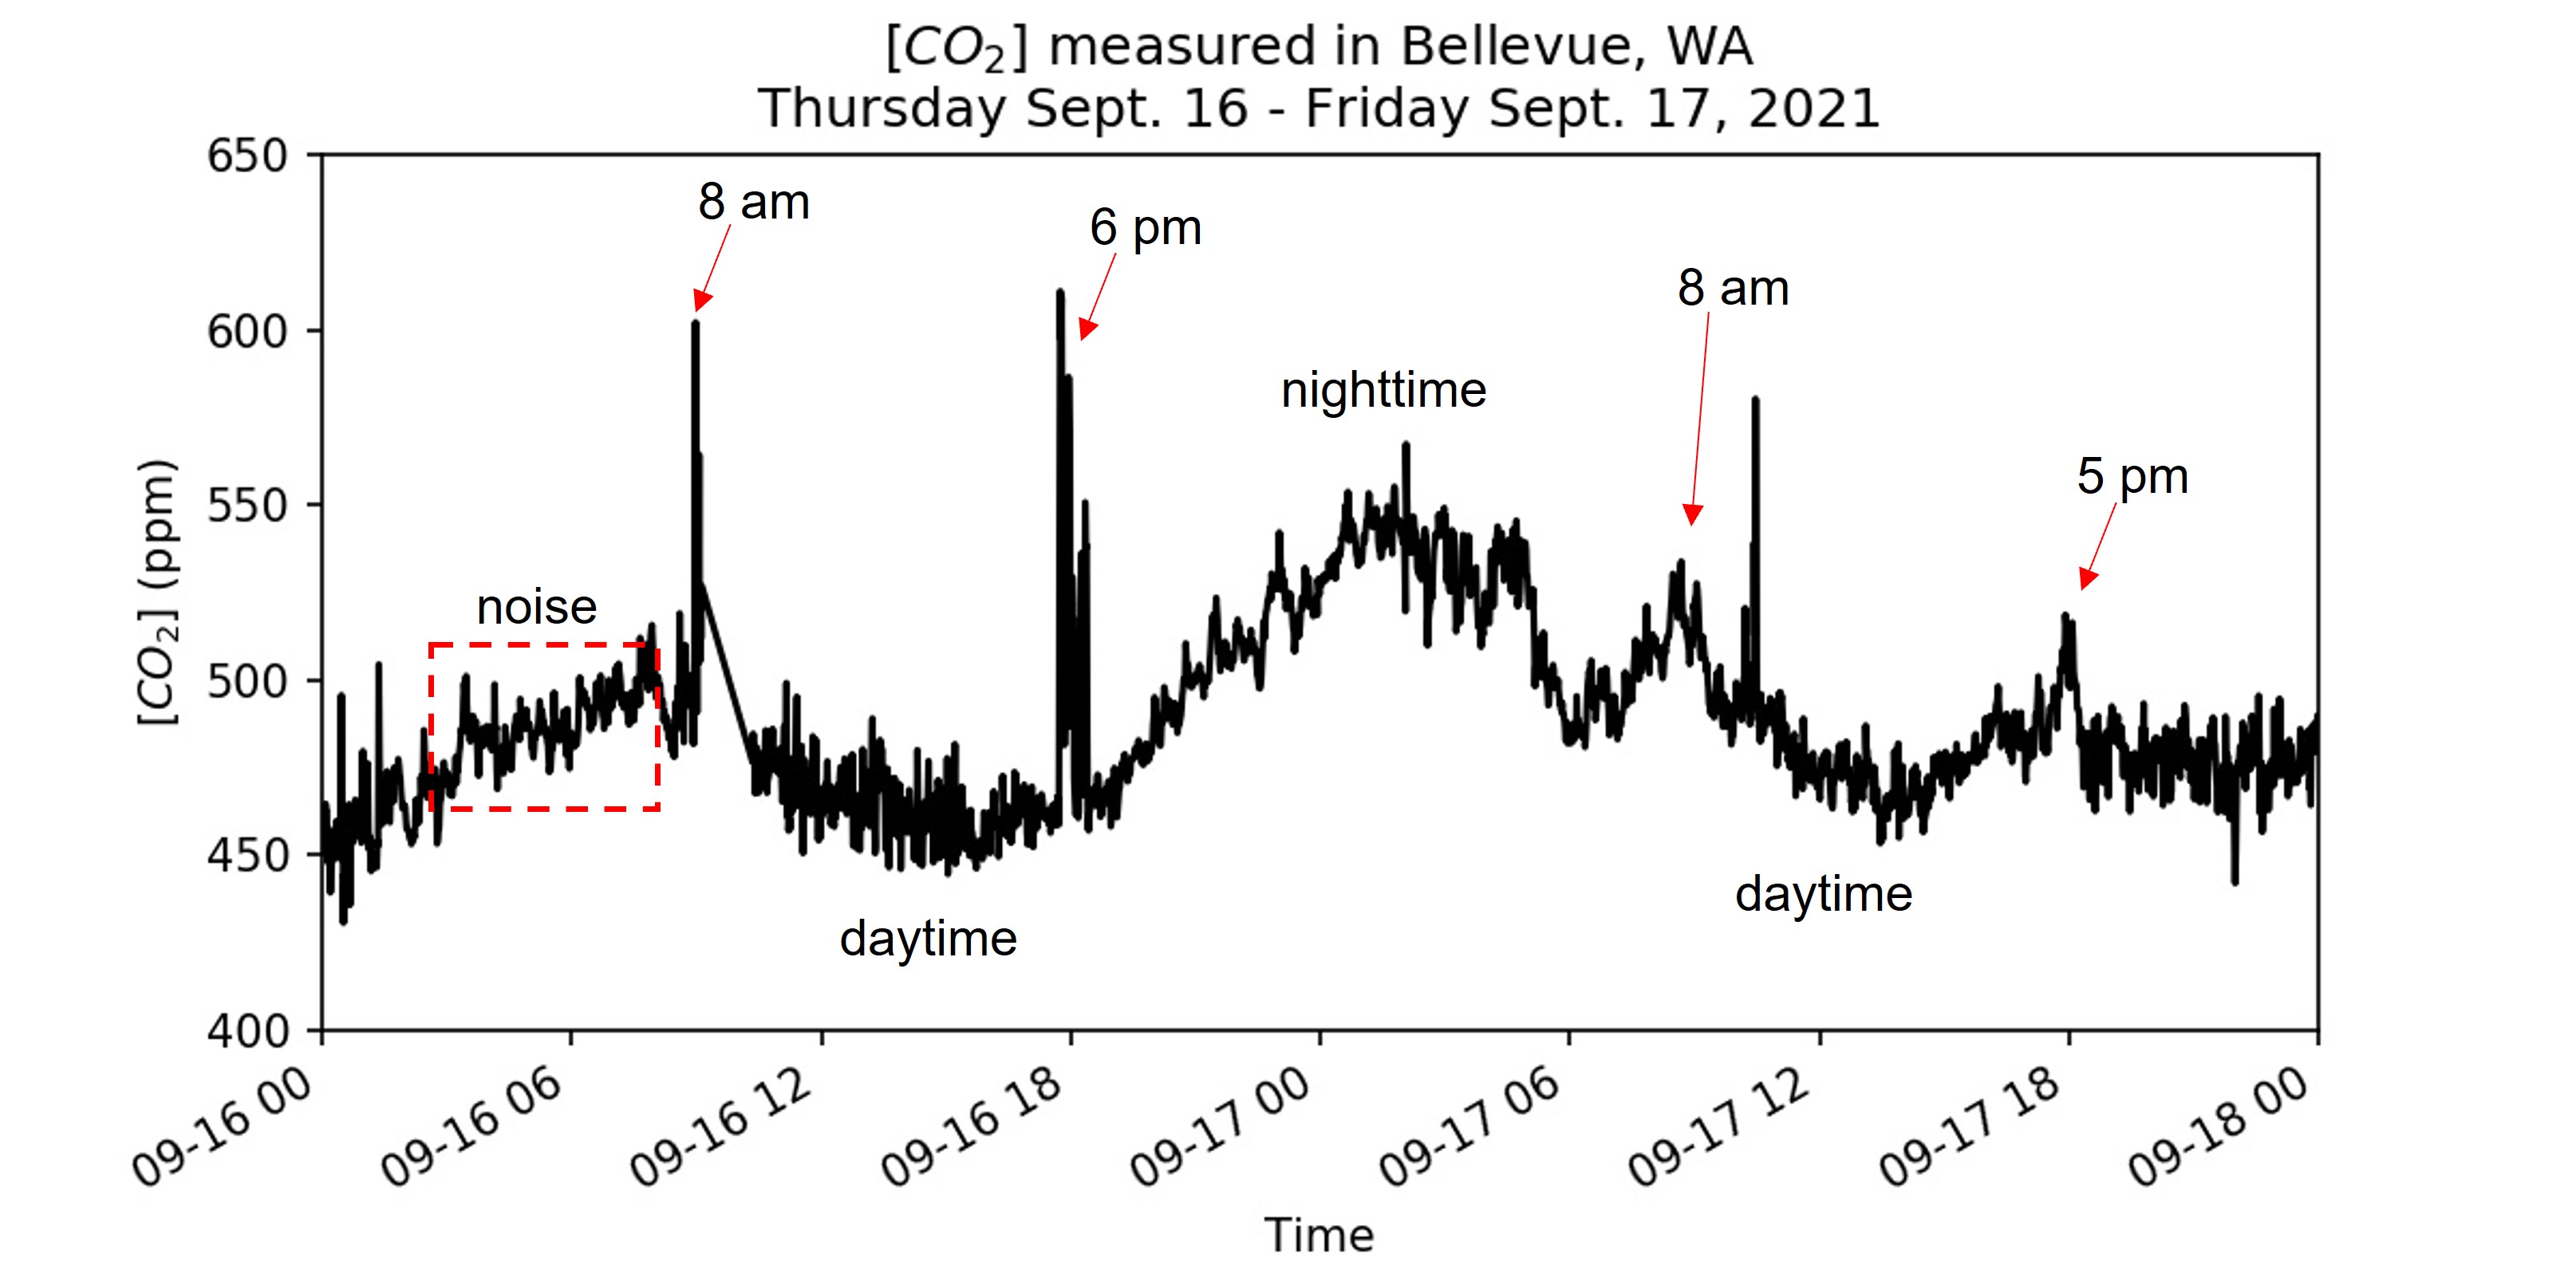 [CO₂] measured in Bellevue, WA
Thursday Sept. 16 - Friday Sept. 17, 2021
650
600
550
500
450
400
[CO₂] (ppm)
8 am
6 pm
8 am
nighttime
5 pm
noise
daytime
daytime
09-16 00
09-16 06
09-16 12
09-16 18
09-17 00
09-17 06
09-17 12
09-17 18
09-18 00
Time